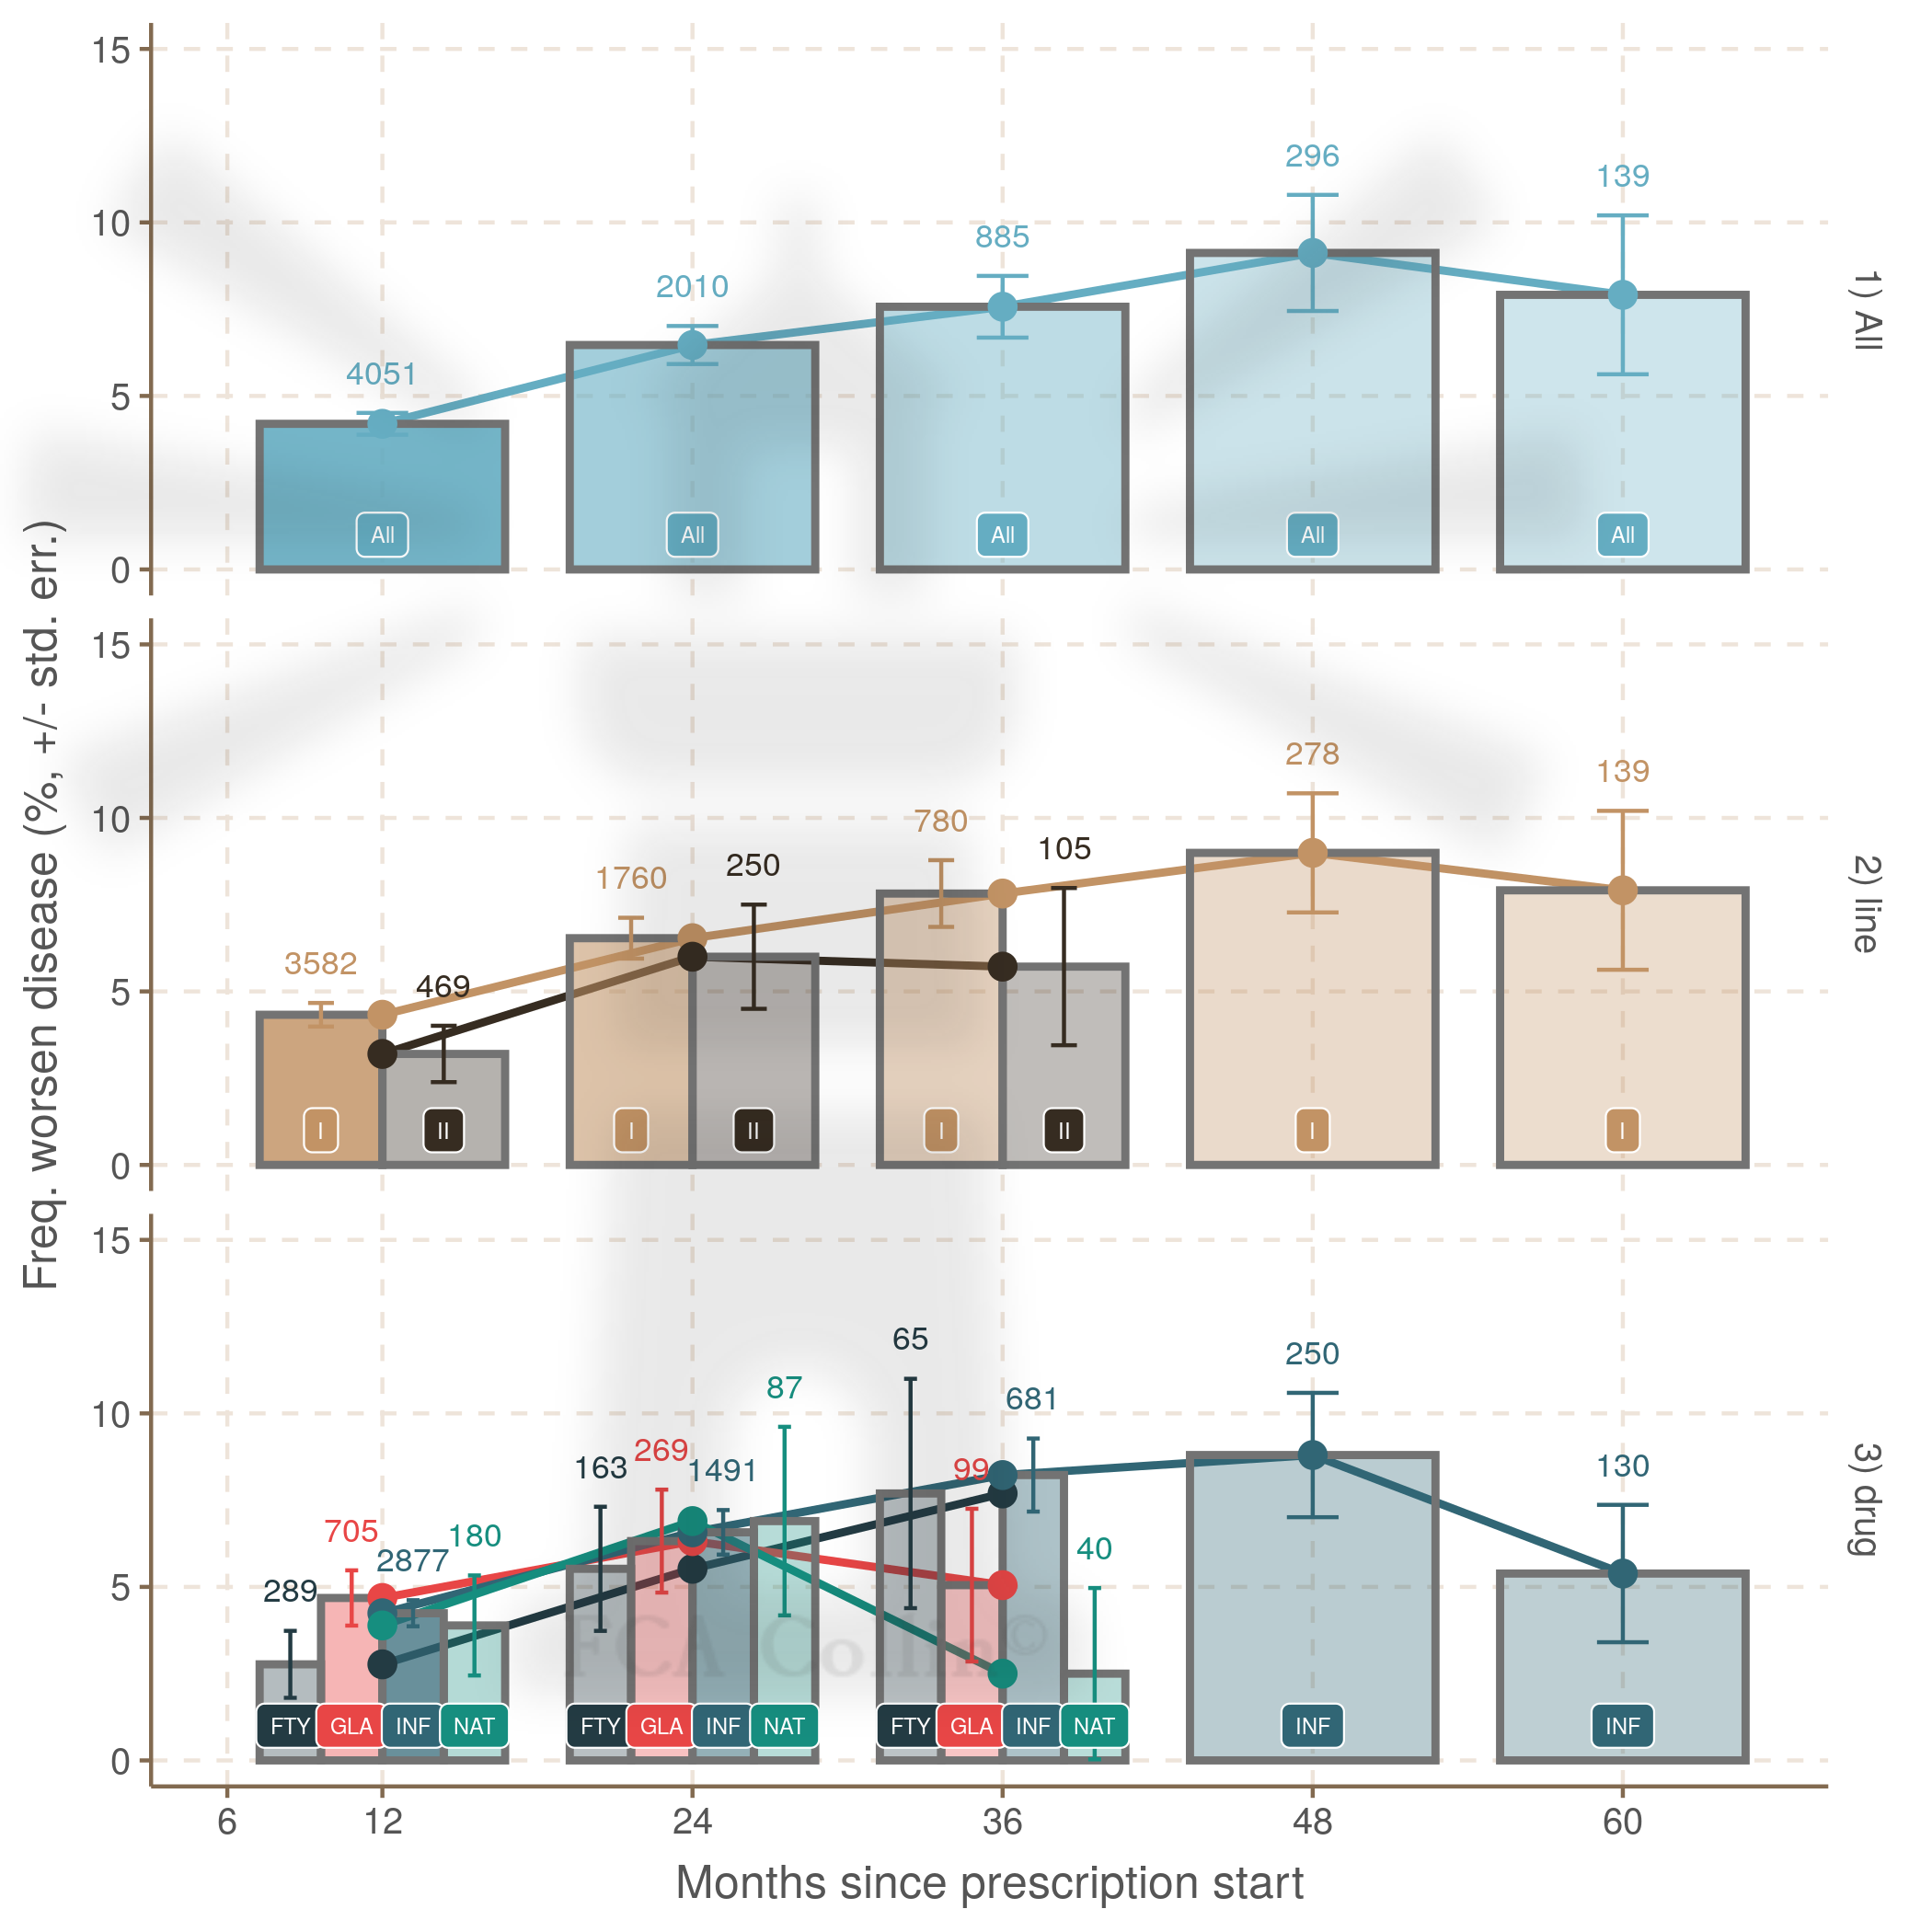 Freq. worsen disease (%, +/- std. err.)
15
10
5
0
4051
2010
885
296
139
All
All
All
All
All
1) All
15
10
5
0
3582
469
1760
250
780
105
278
139
I
II
I
II
I
II
I
I
2) line
15
10
5
0
289
705
2877
180
163
269
1491
87
65
99
681
40
250
130
FCA Collin©
FTY GLA INF NAT
FTY GLA INF NAT
FTY GLA INF NAT
INF
INF
3) drug
6 12 24 36 48 60
Months since prescription start